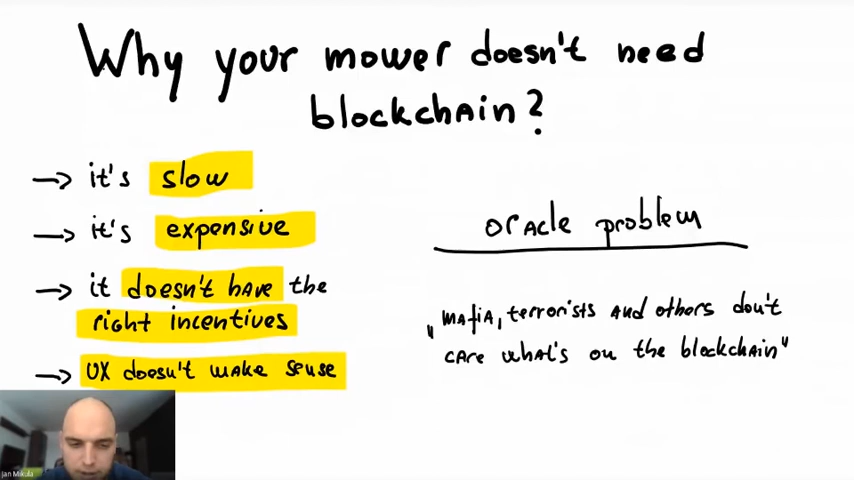 Why your mower doesn't need
blockchain?
→ it's slow
→ it's expensive
→ it doesn't have the
right incentives
→ UX doesn't make sense
oracle problem
„mafia, terrorists and others don't
care what's on the blockchain"
Jan Mikula